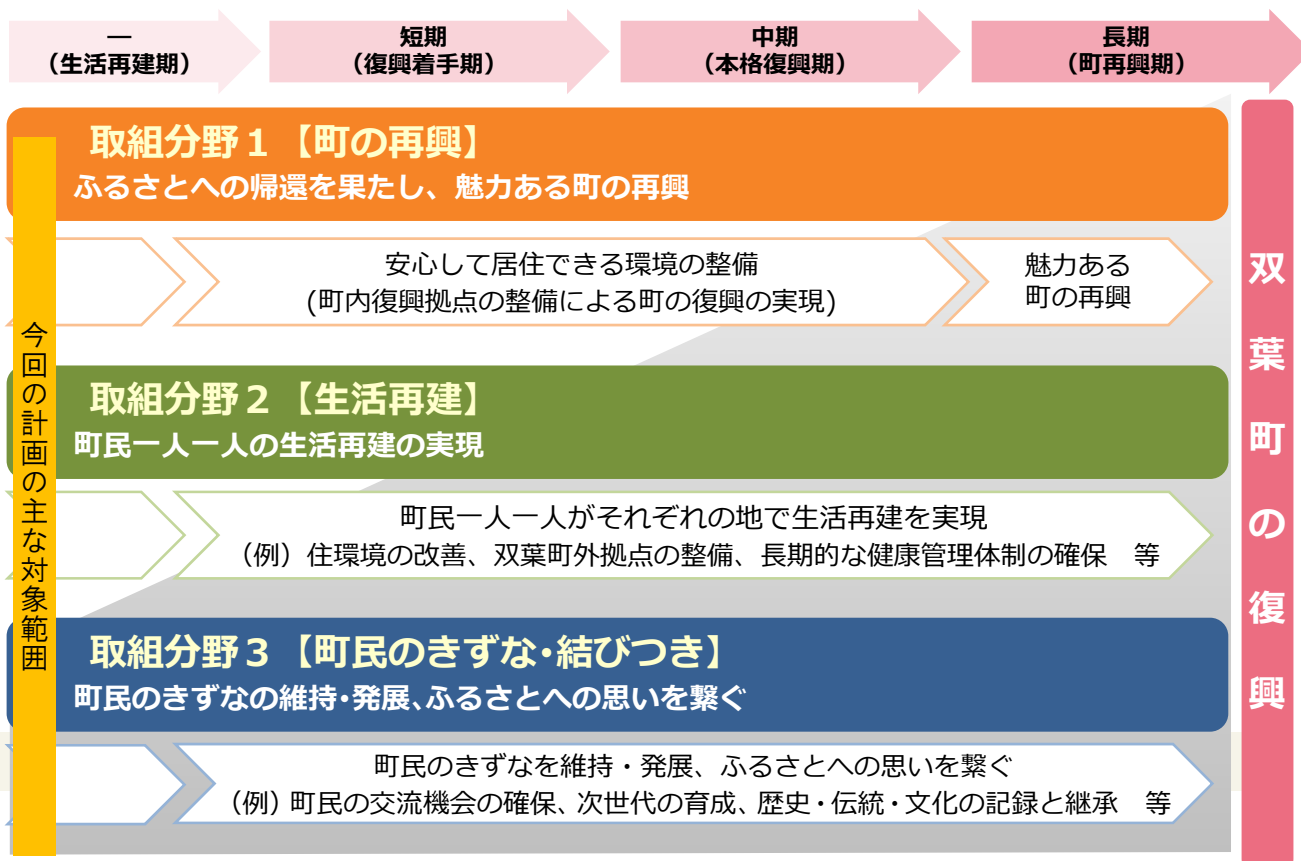 ―
（生活再建期）
短期
（復興着手期）
中期
（本格復興期）
長期
（町再興期）
取組分野１【町の再興】
ふるさとへの帰還を果たし、魅力ある町の再興
安心して居住できる環境の整備
(町内復興拠点の整備による町の復興の実現)
魅力ある
町の再興
取組分野２【生活再建】
町民一人一人の生活再建の実現
町民一人一人がそれぞれの地で生活再建を実現
（例）住環境の改善、双葉町外拠点の整備、長期的な健康管理体制の確保　等
取組分野３【町民のきずな・結びつき】
町民のきずなの維持・発展、ふるさとへの思いを繋ぐ
町民のきずなを維持・発展、ふるさとへの思いを繋ぐ
（例）町民の交流機会の確保、次世代の育成、歴史・伝統・文化の記録と継承　等
今回の計画の主な対象範囲
双葉町の復興